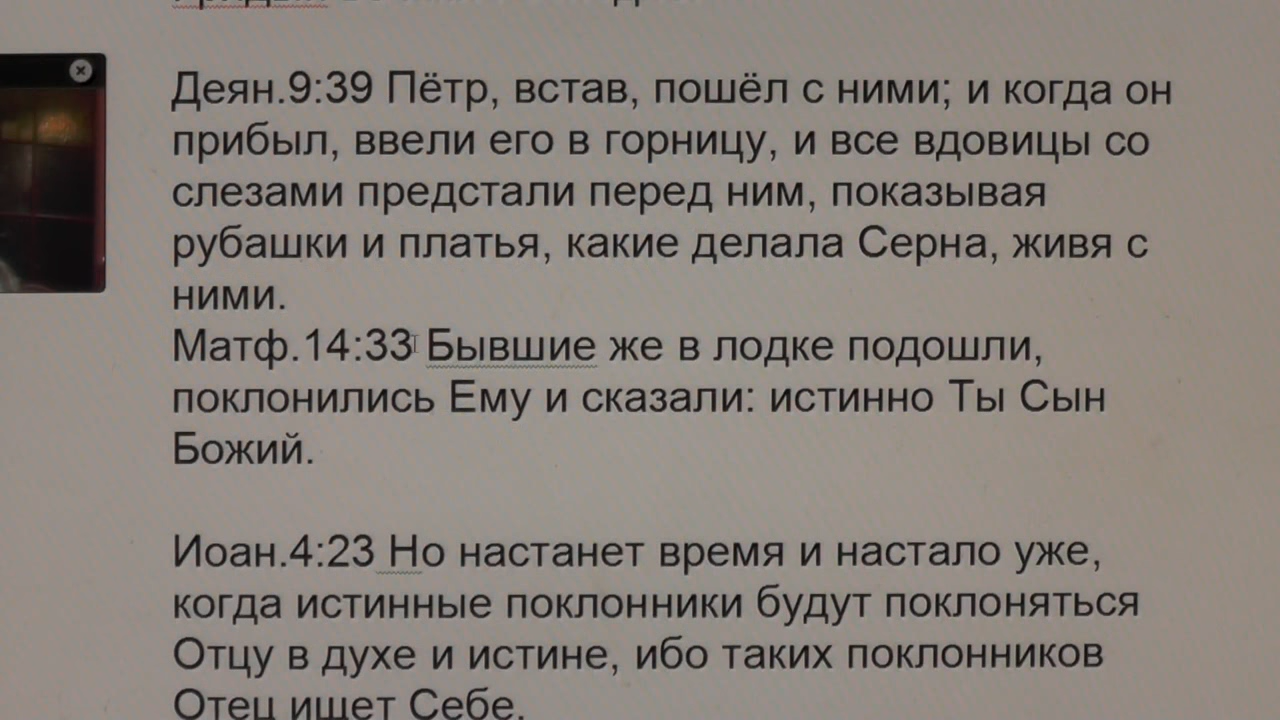 Деян.9:39 Пётр, встав, пошёл с ними; и когда он
прибыл, ввели его в горницу, и все вдовицы со
слезами предстали перед ним, показывая
рубашки и платья, какие делала Серна, живя с
ними.
Матф.14:33 Бывшие же в лодке подошли,
поклонились Ему и сказали: истинно Ты Сын
Божий.
Иоан.4:23 Но настанет время и настало уже,
когда истинные поклонники будут поклоняться
Отцу в духе и истине, ибо таких поклонников
Отец ищет Себе.